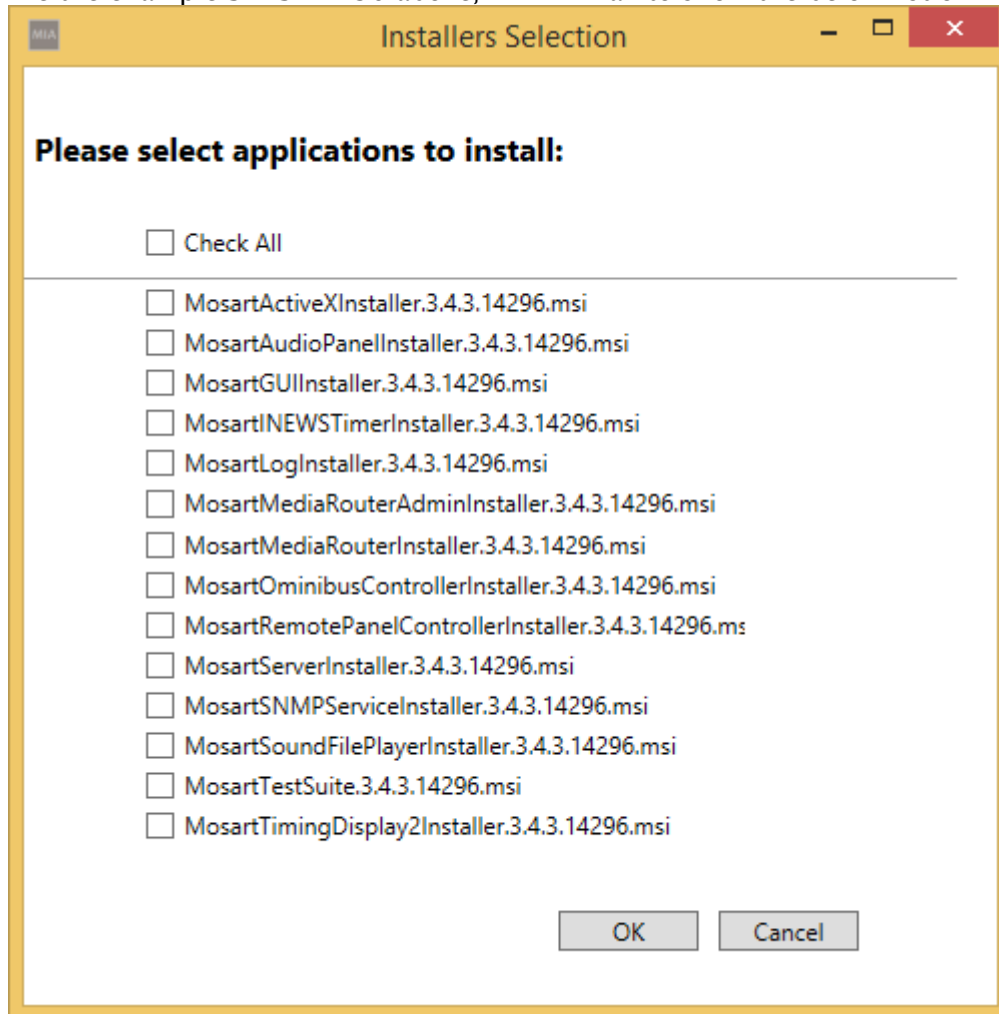 MIA
Installers Selection
Please select applications to install:
Check All
MosartActiveXInstaller.3.4.3.14296.msi
MosartAudioPanelInstaller.3.4.3.14296.msi
MosartGUIInstaller.3.4.3.14296.msi
MosartINEWSTimerInstaller.3.4.3.14296.msi
MosartLogInstaller.3.4.3.14296.msi
MosartMediaRouterAdminInstaller.3.4.3.14296.msi
MosartMediaRouterInstaller.3.4.3.14296.msi
MosartOminibusControllerInstaller.3.4.3.14296.msi
MosartRemotePanelControllerInstaller.3.4.3.14296.ms
MosartServerInstaller.3.4.3.14296.msi
MosartSNMPServiceInstaller.3.4.3.14296.msi
MosartSoundFilePlayerInstaller.3.4.3.14296.msi
MosartTestSuite.3.4.3.14296.msi
MosartTimingDisplay2Installer.3.4.3.14296.msi
OK Cancel